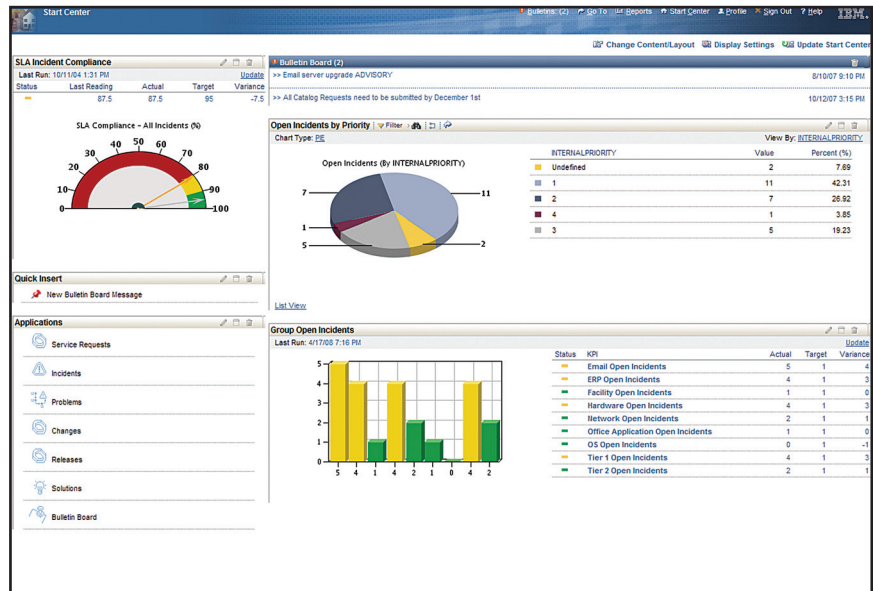 Start Center
Bulletins: (2) Go To Reports Start Center Profile Sign Out ? Help IBM.
Change Content/Layout Display Settings Update Start Center
SLA Incident Compliance
Last Run: 10/11/04 1:31 PM Update
Status Last Reading Actual Target Variance
87.5 87.5 95 -7.5
SLA Compliance - All Incidents (%)
0 10 20 30 40 50 60 70 80 90 100
Quick Insert
New Bulletin Board Message
Applications
Service Requests
Incidents
Problems
Changes
Releases
Solutions
Bulletin Board
Bulletin Board (2)
>> Email server upgrade ADVISORY 8/10/07 9:10 PM
>> All Catalog Requests need to be submitted by December 1st 10/12/07 3:15 PM
Open Incidents by Priority Filter
Chart Type: PE View By: INTERNALPRIORITY
Open Incidents (By INTERNALPRIORITY)
7 11
1
5 2
INTERNALPRIORITY Value Percent (%)
Undefined 2 7.69
1 11 42.31
2 7 26.92
4 1 3.85
3 5 19.23
List View
Group Open Incidents
Last Run: 4/17/08 7:16 PM Update
5
4
3
2
1
0
5 4 1 4 2 1 0 4 2
Status KPI Actual Target Variance
Email Open Incidents 5 1 4
ERP Open Incidents 4 1 3
Facility Open Incidents 1 1 0
Hardware Open Incidents 4 1 3
Network Open Incidents 2 1 1
Office Application Open Incidents 1 1 0
OS Open Incidents 0 1 -1
Tier 1 Open Incidents 4 1 3
Tier 2 Open Incidents 2 1 1